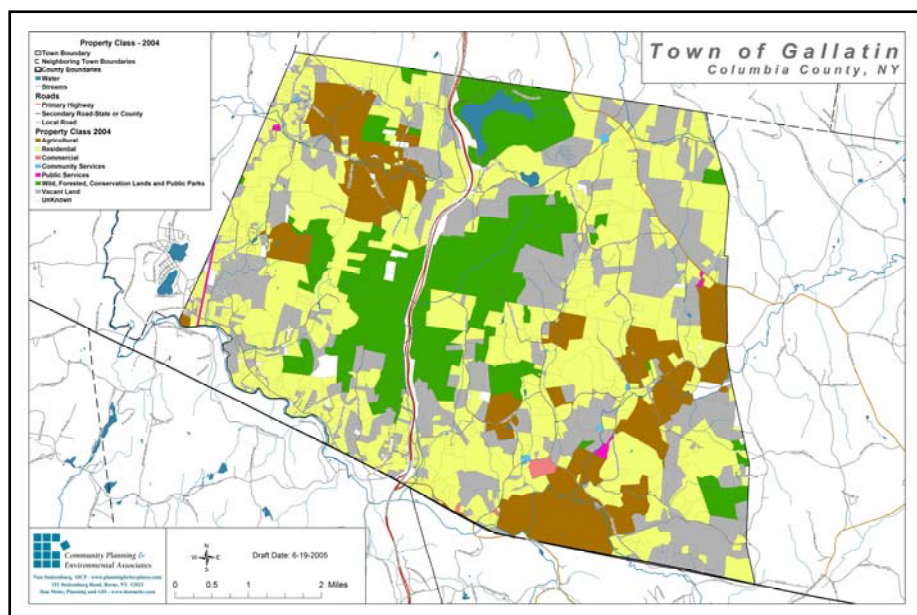 Property Class - 2004
Town Boundary
Neighboring Town Boundaries
County Boundaries
Water
Streams
Roads
Primary Highway
Secondary Road-State or County
Local Road
Property Class 2004
Agricultural
Residential
Commercial
Community Services
Public Services
Wild, Forested, Conservation Lands and Public Parks
Vacant Land
UnKnown
Town of Gallatin
Columbia County, NY
Community Planning &
Environmental Associates
N
W E
S
Draft Date: 6-19-2005
0 0.5 1 2 Miles